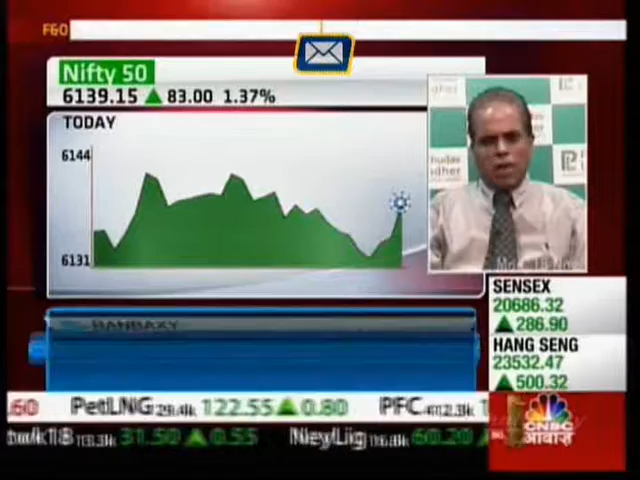 F&O
Nifty 50
6139.15 ▲ 83.00 1.37%
TODAY
6144
6131
SENSEX
20686.32
▲ 286.90
HANG SENG
23532.47
▲ 500.32
RANBAXY
.60 PetLNG 122.55 ▲ 0.80 PFC
31.50 ▲ 0.55 60.20
CNBC
आवाज़